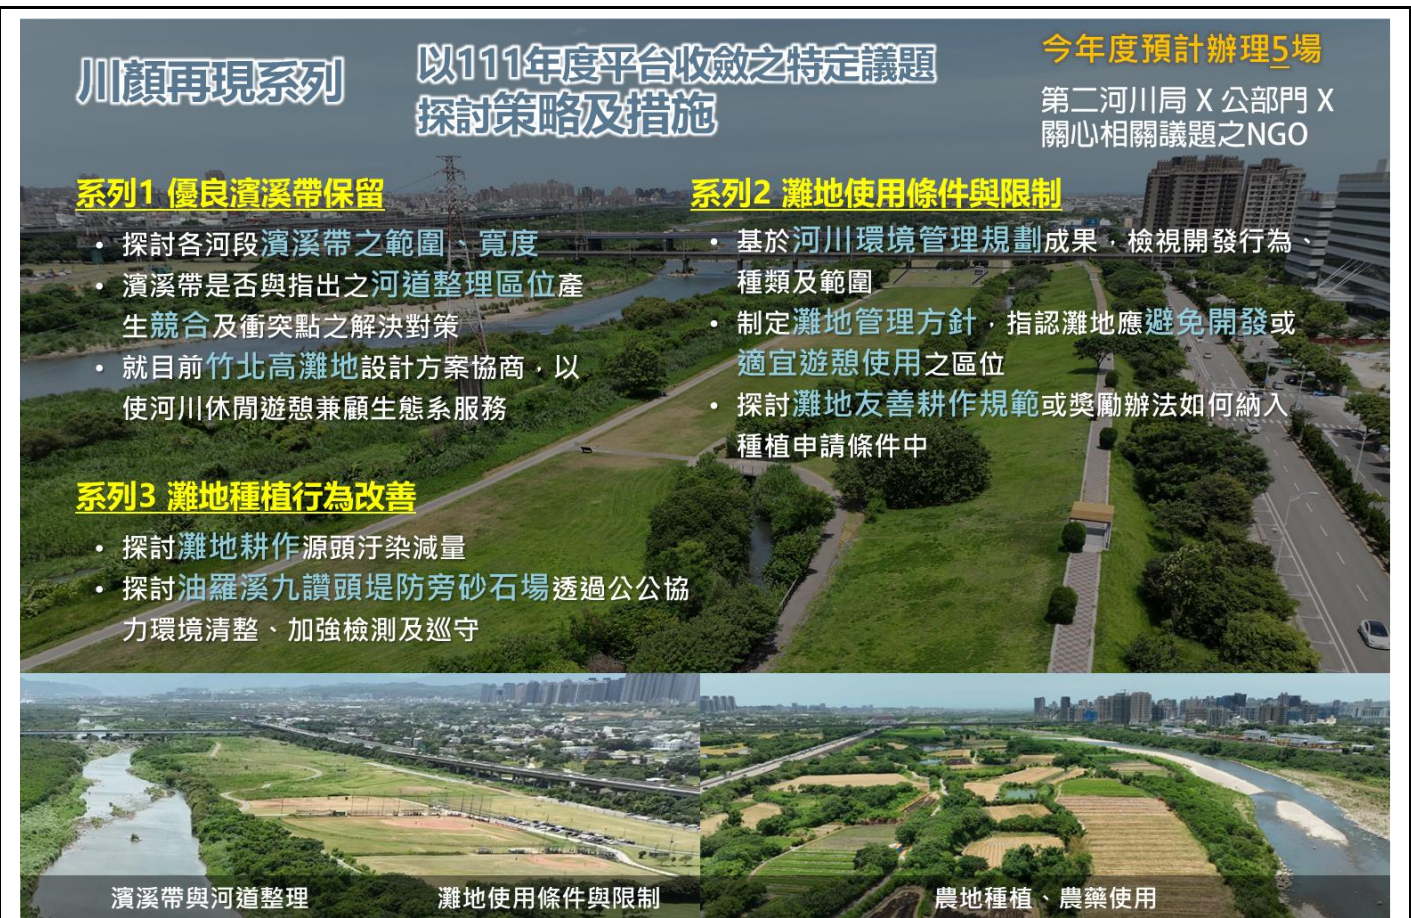 川顏再現系列
以111年度平台收斂之特定議題
探討策略及措施
今年度預計辦理5場
第二河川局 X 公部門 X
關心相關議題之NGO
系列1 優良濱溪帶保留
• 探討各河段濱溪帶之範圍、寬度
• 濱溪帶是否與指出之河道整理區位產
生競合及衝突點之解決對策
• 就目前竹北高灘地設計方案協商，以
使河川休閒遊憩兼顧生態系服務
系列2 灘地使用條件與限制
• 基於河川環境管理規劃成果，檢視開發行為、
種類及範圍
• 制定灘地管理方針，指認灘地應避免開發或
適宜遊憩使用之區位
• 探討灘地友善耕作規範或獎勵辦法如何納入
種植申請條件中
系列3 灘地種植行為改善
• 探討灘地耕作源頭汙染減量
• 探討油羅溪九讚頭堤防旁砂石場透過公公協
力環境清整、加強檢測及巡守
濱溪帶與河道整理
灘地使用條件與限制
農地種植、農藥使用